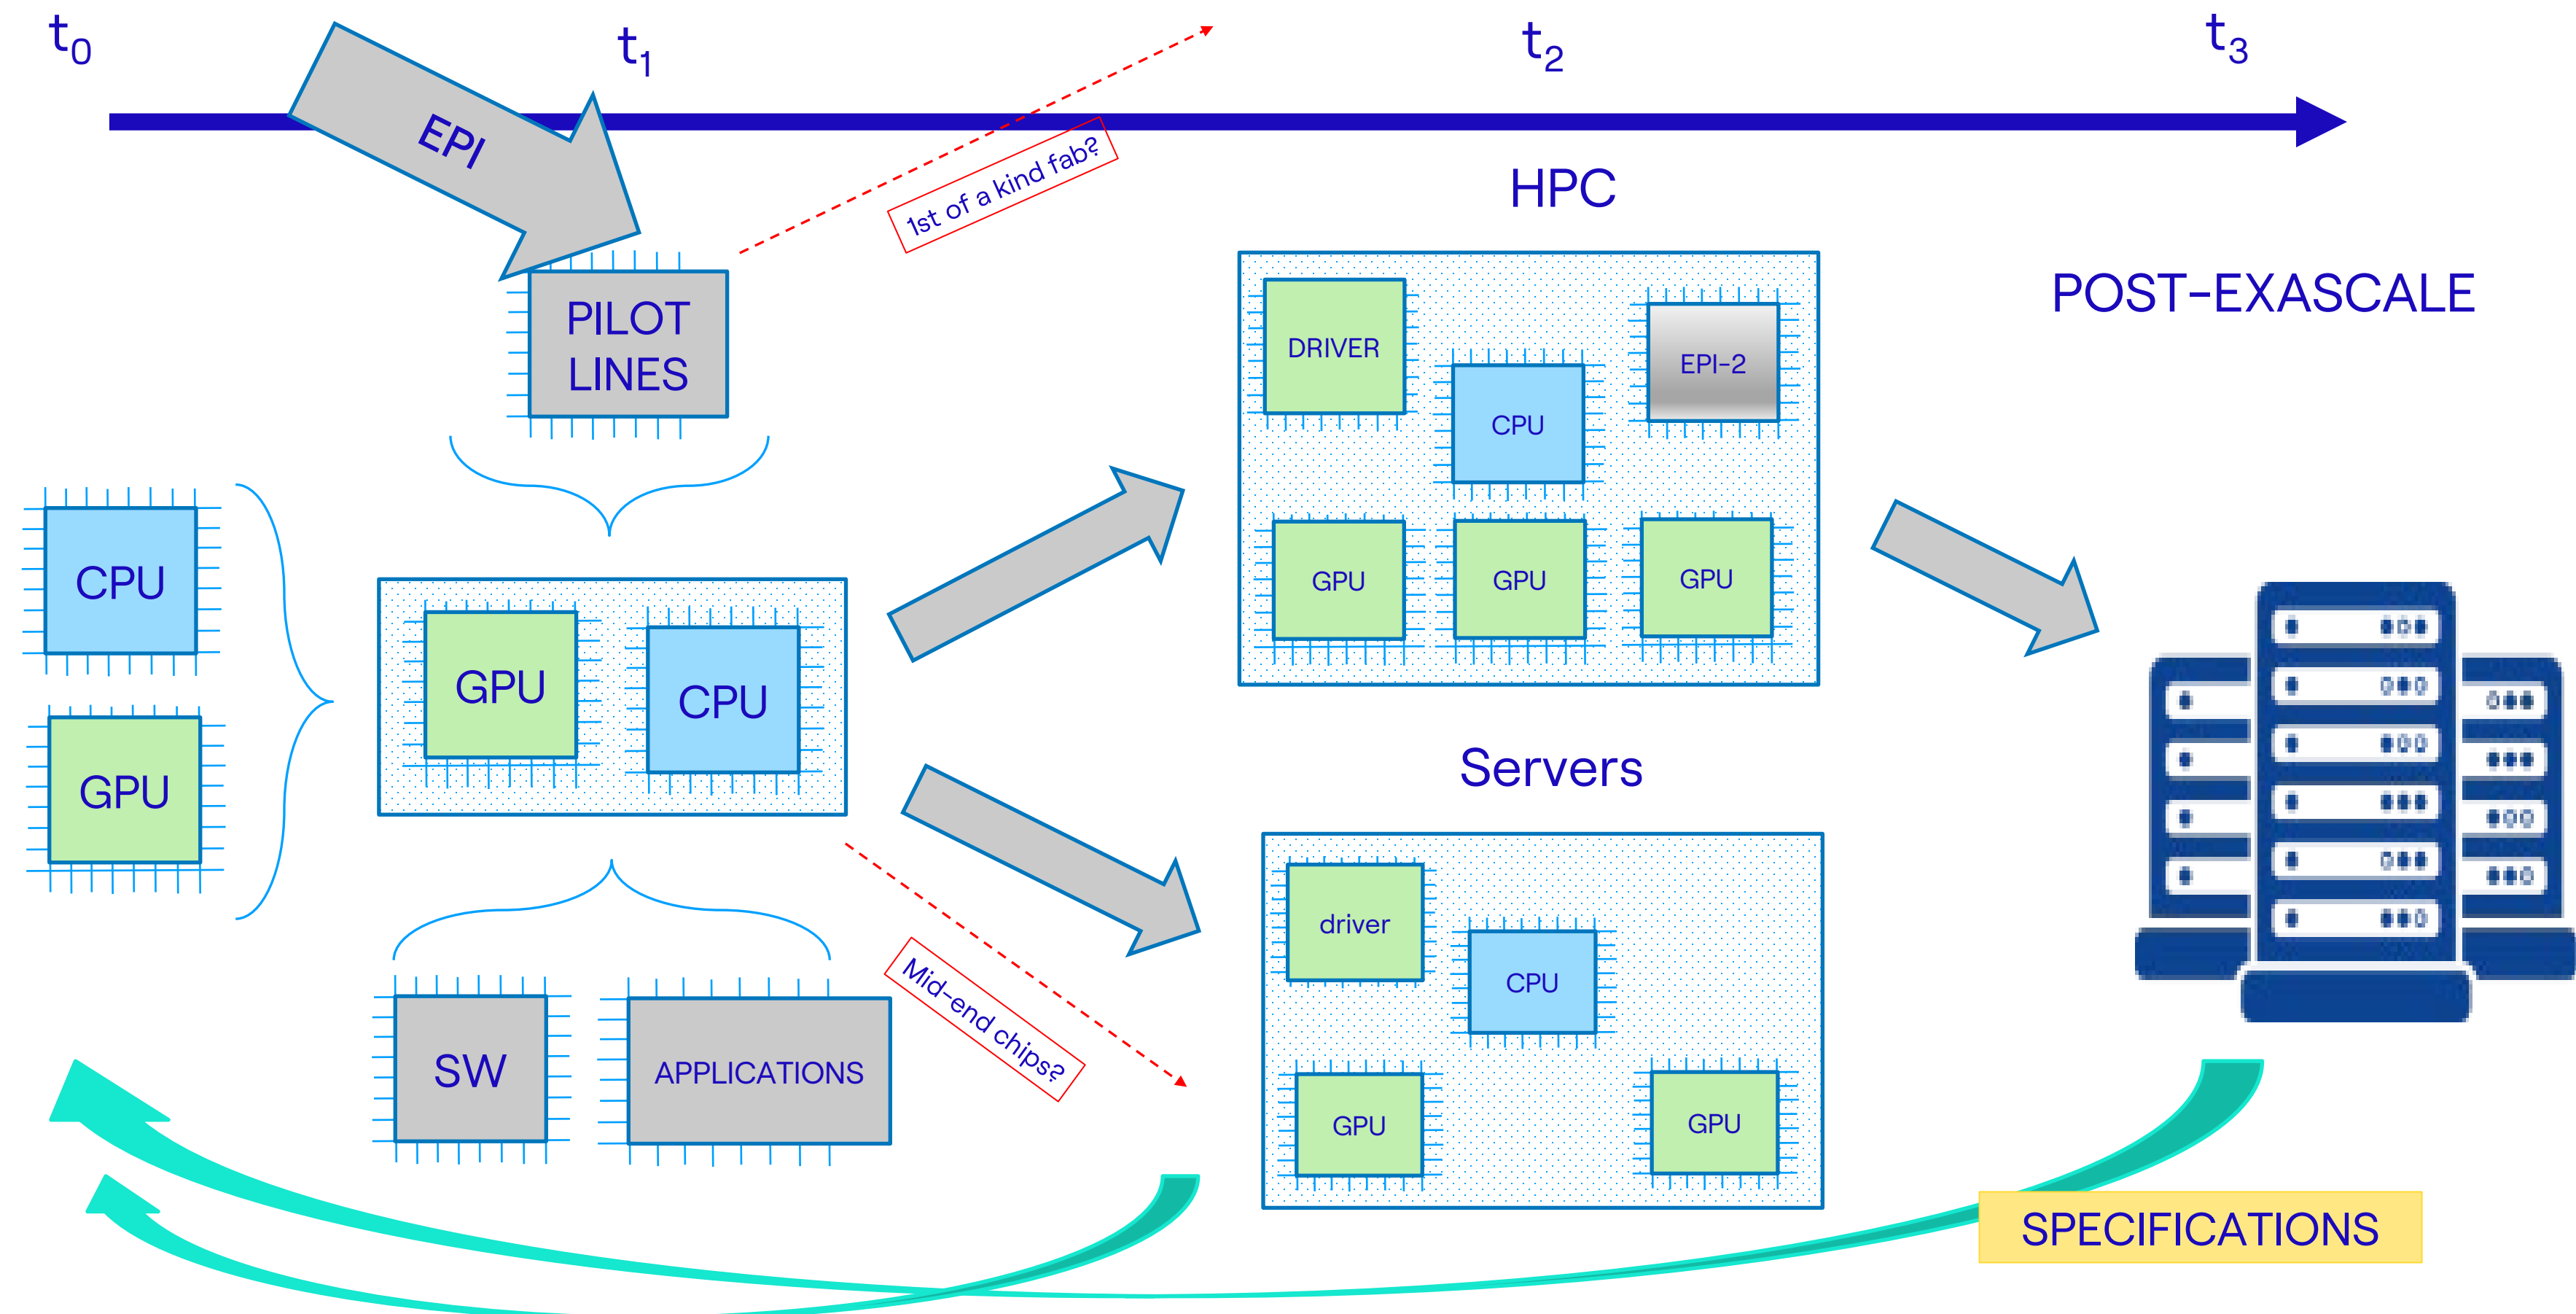 t0
t1
t2
t3
EPI
1st of a kind fab?
HPC
POST-EXASCALE
PILOT
LINES
DRIVER
EPI-2
CPU
GPU
GPU
GPU
CPU
GPU
GPU
CPU
Servers
driver
CPU
GPU
GPU
Mid-end chips?
SW
APPLICATIONS
SPECIFICATIONS